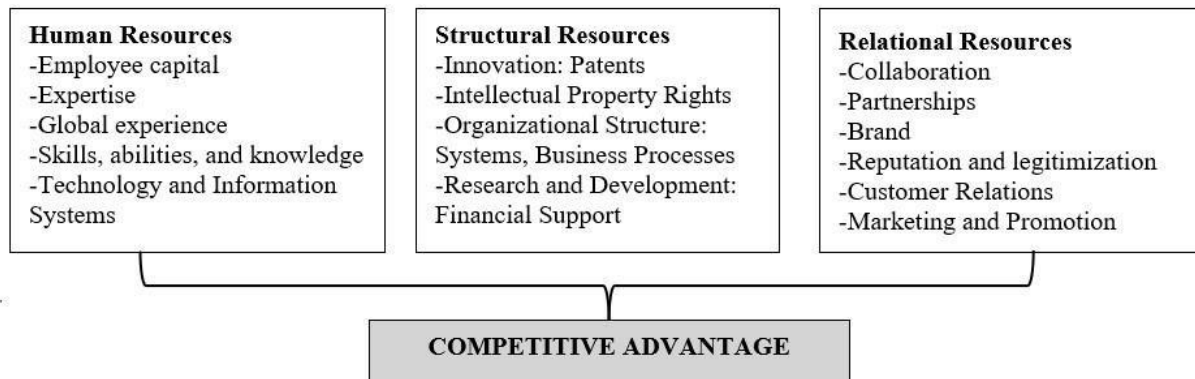 Human Resources
-Employee capital
-Expertise
-Global experience
-Skills, abilities, and knowledge
-Technology and Information
Systems
Structural Resources
-Innovation: Patents
-Intellectual Property Rights
-Organizational Structure:
Systems, Business Processes
-Research and Development:
Financial Support
Relational Resources
-Collaboration
-Partnerships
-Brand
-Reputation and legitimization
-Customer Relations
-Marketing and Promotion
COMPETITIVE ADVANTAGE